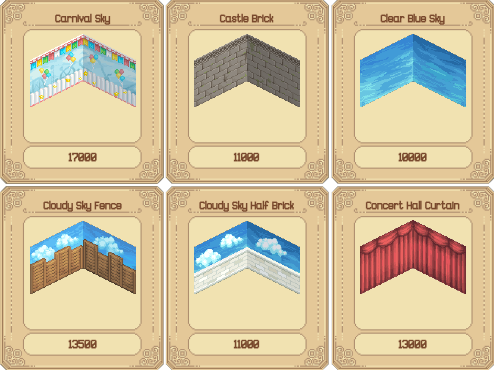 Carnival Sky
Castle Brick
Clear Blue Sky
17000
11000
10000
Cloudy Sky Fence
Cloudy Sky Half Brick
Concert Hall Curtain
13500
11000
13000